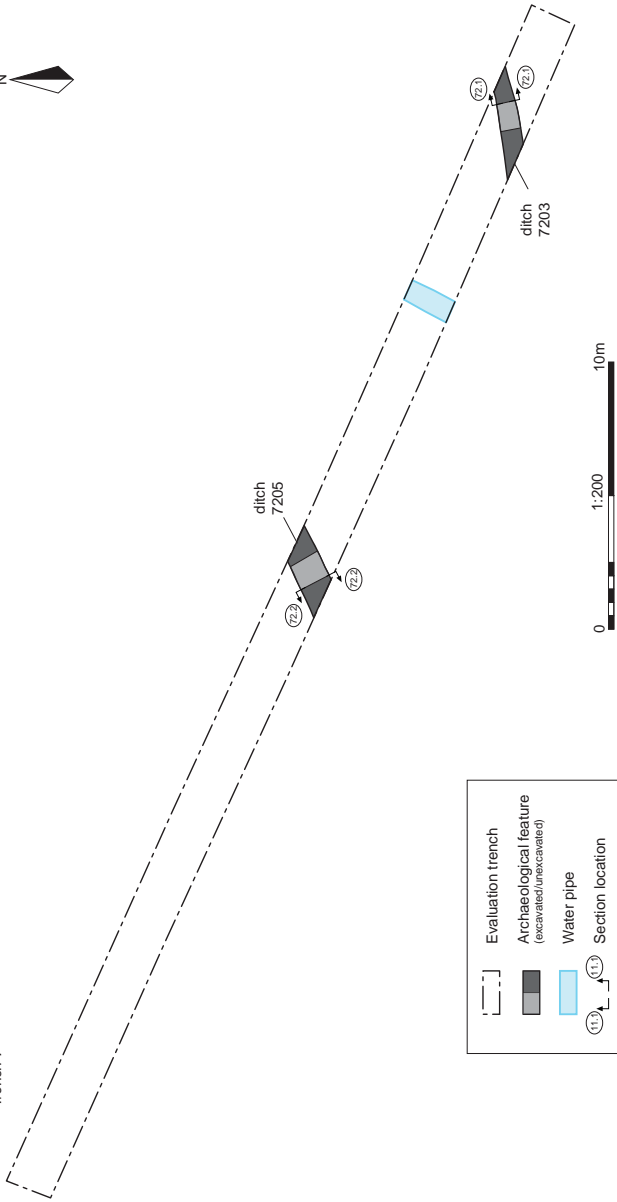 N
ditch
7205
72.2
72.2
72.1
72.1
ditch
7203
Evaluation trench
Archaeological feature
(excavated/unexcavated)
Water pipe
11.1
11.1
Section location
0
1:200
10m